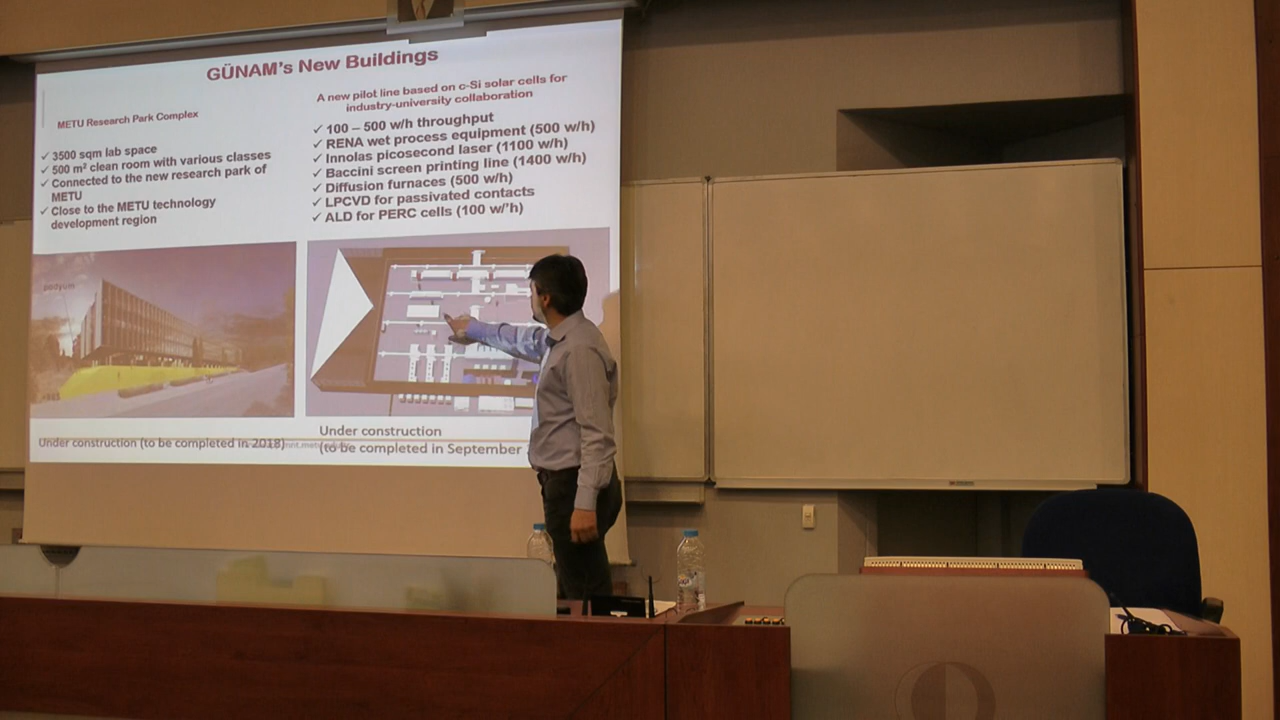 GÜNAM's New Buildings
METU Research Park Complex
✓ 3500 sqm lab space
✓ 500 m² clean room with various classes
✓ Connected to the new research park of
METU
✓ Close to the METU technology
development region
A new pilot line based on c-Si solar cells for
industry-university collaboration
✓ 100 – 500 w/h throughput
✓ RENA wet process equipment (500 w/h)
✓ Innolas picosecond laser (1100 w/h)
✓ Baccini screen printing line (1400 w/h)
✓ Diffusion furnaces (500 w/h)
✓ LPCVD for passivated contacts
✓ ALD for PERC cells (100 w/'h)
podyum
Under construction (to be completed in 2018)
Under construction
(to be completed in September